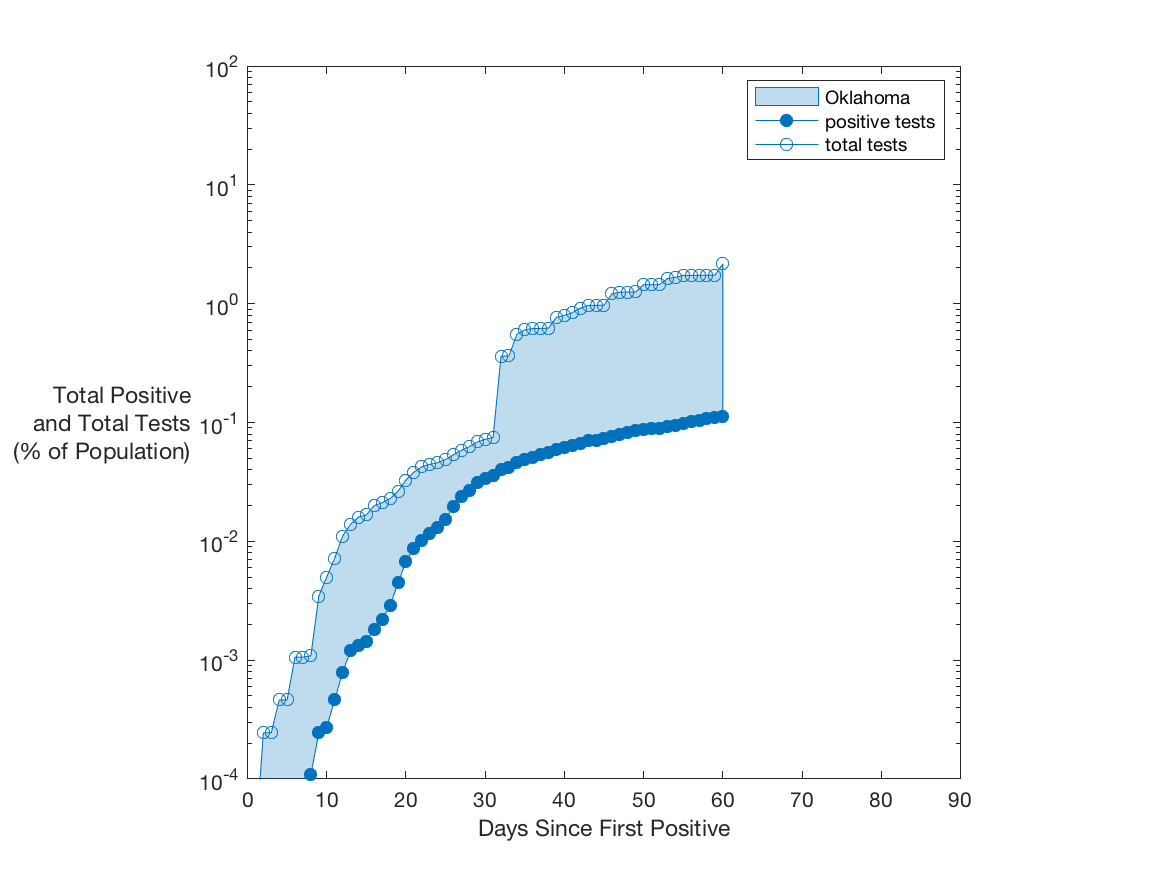 10^2
10^1
10^0
10^-1
10^-2
10^-3
10^-4
Total Positive
and Total Tests
(% of Population)
Oklahoma
positive tests
total tests
0 10 20 30 40 50 60 70 80 90
Days Since First Positive